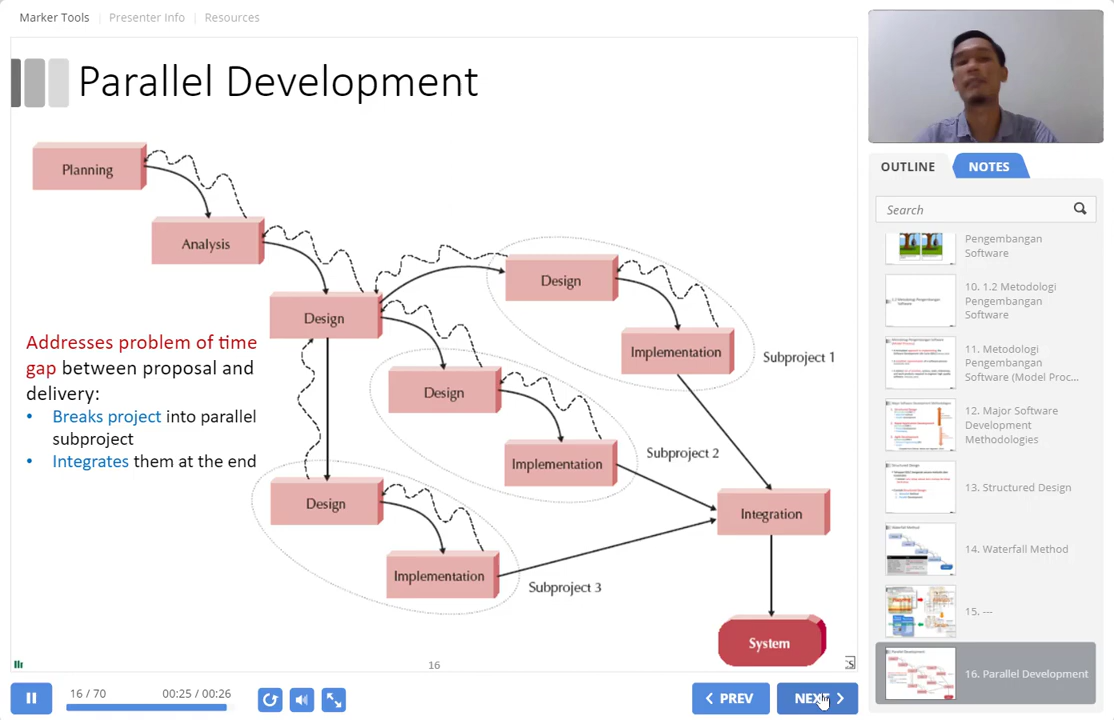 Marker Tools
Presenter Info
Resources
Parallel Development
Planning
Analysis
Design
Design
Implementation
Subproject 1
Addresses problem of time
gap between proposal and
delivery:
• Breaks project into parallel
subproject
• Integrates them at the end
Design
Implementation
Subproject 2
Design
Implementation
Subproject 3
Integration
System
16
16 / 70
00:25 / 00:26
PREV
NEXT
OUTLINE
NOTES
Search
Pengembangan
Software
10. 1.2 Metodologi
Pengembangan
Software
11. Metodologi
Pengembangan
Software (Model Proc...
12. Major Software
Development
Methodologies
13. Structured Design
14. Waterfall Method
15. ---
16. Parallel Development